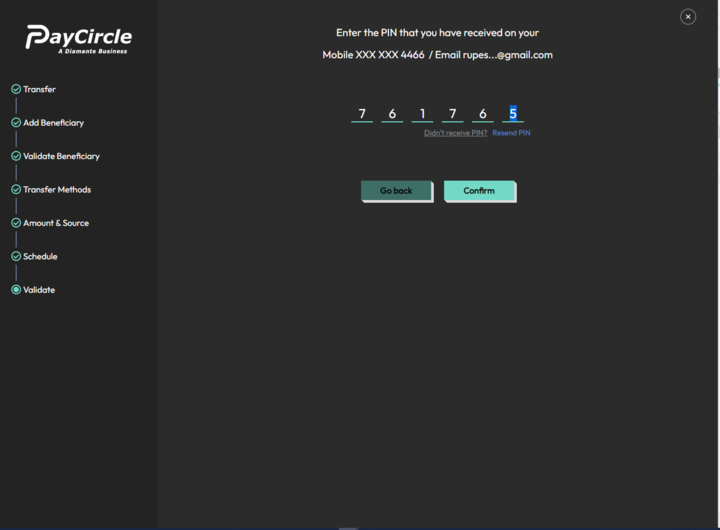 PayCircle
A Diamante Business
Transfer
Add Beneficiary
Validate Beneficiary
Transfer Methods
Amount & Source
Schedule
Validate
Enter the PIN that you have received on your
Mobile XXX XXX 4466 / Email rupes...@gmail.com
7 6 1 7 6 5
Didn't receive PIN? Resend PIN
Go back Confirm